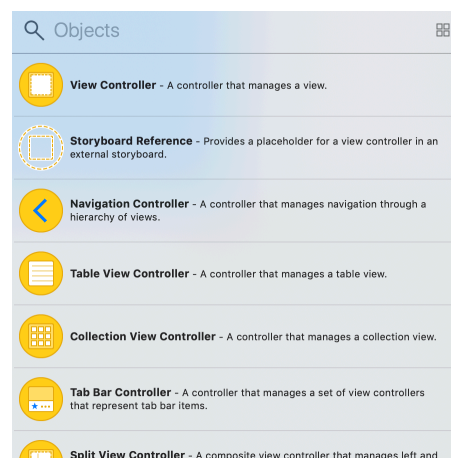 Objects
View Controller - A controller that manages a view.
Storyboard Reference - Provides a placeholder for a view controller in an
external storyboard.
Navigation Controller - A controller that manages navigation through a
hierarchy of views.
Table View Controller - A controller that manages a table view.
Collection View Controller - A controller that manages a collection view.
Tab Bar Controller - A controller that manages a set of view controllers
that represent tab bar items.
Split View Controller - A composite view controller that manages left and